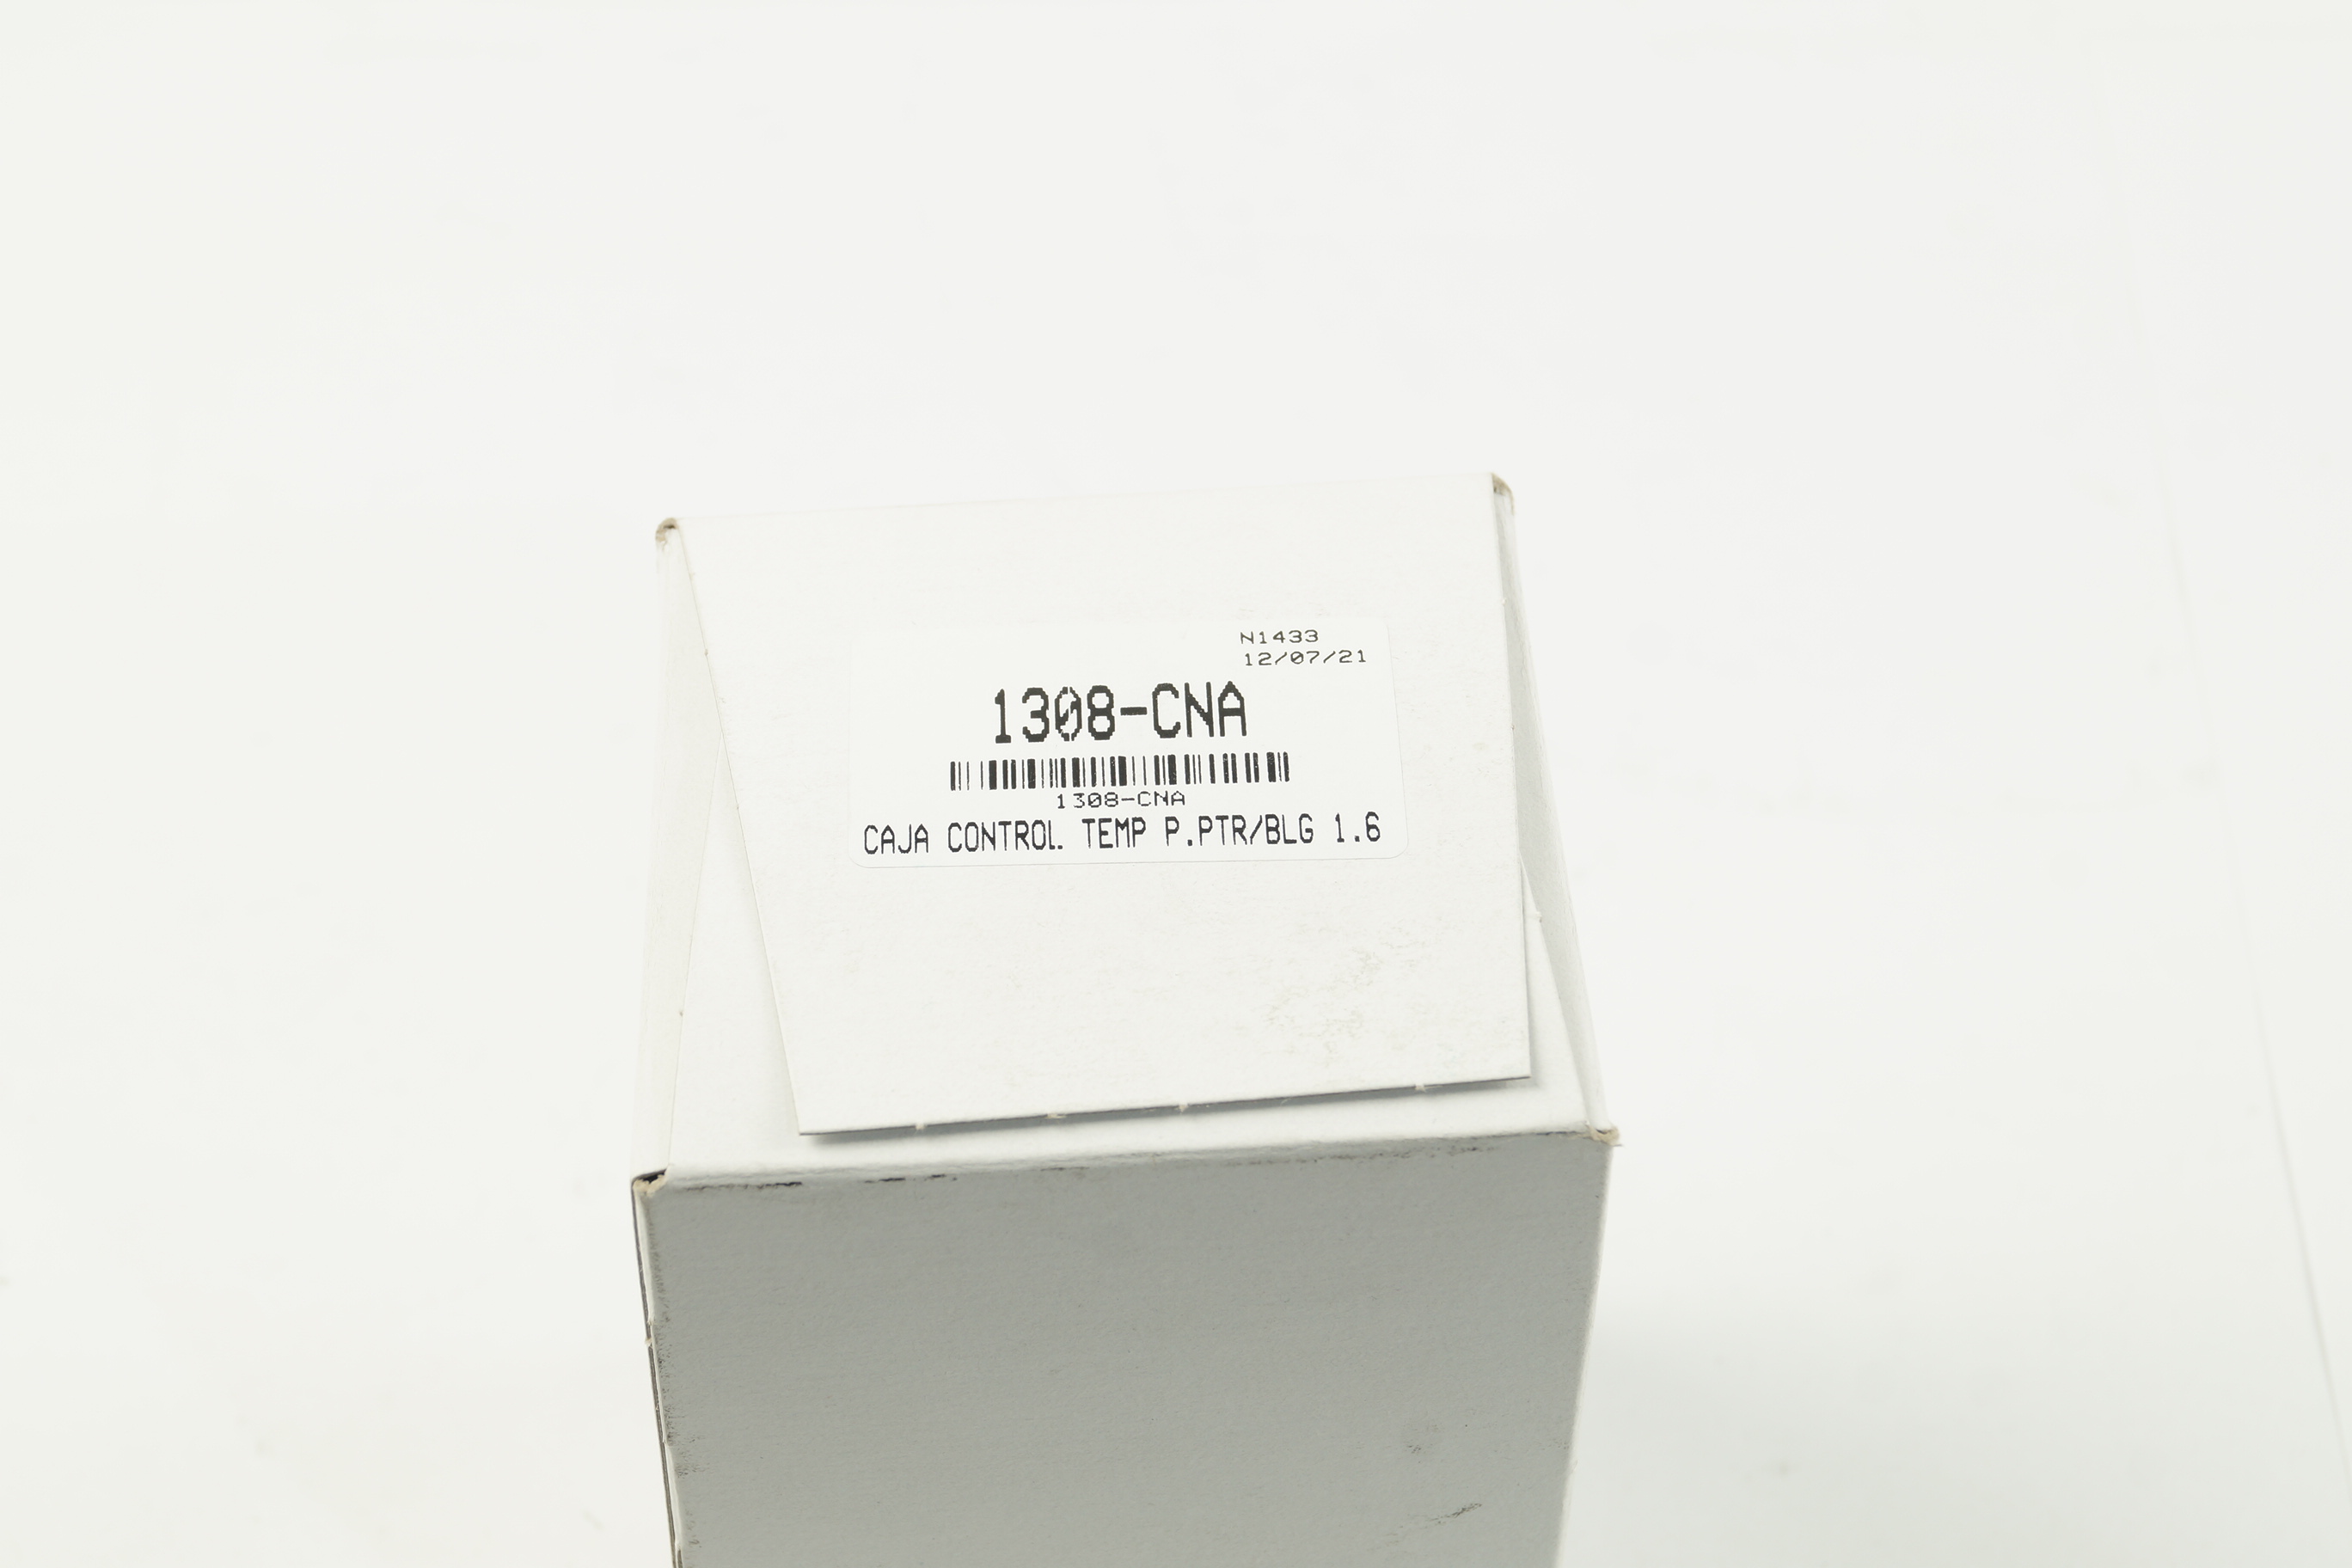 N1433
12/07/21
1308-CNA
1308-CNA
CAJA CONTROL TEMP P.PTR/BLG 1.6